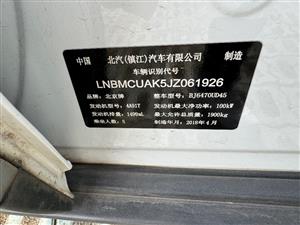 中国 北汽(镇江)汽车有限公司 制造
车辆识别代号
LNBMCUAK5JZ061926
品牌:北京牌 整车型号:BJ6470UD45
发动机型号:4A91T 发动机最大净功率:100kW
发动机排量:1499mL 最大允许总质量:1900kg
乘坐人数:5 制造年月:2018年4月